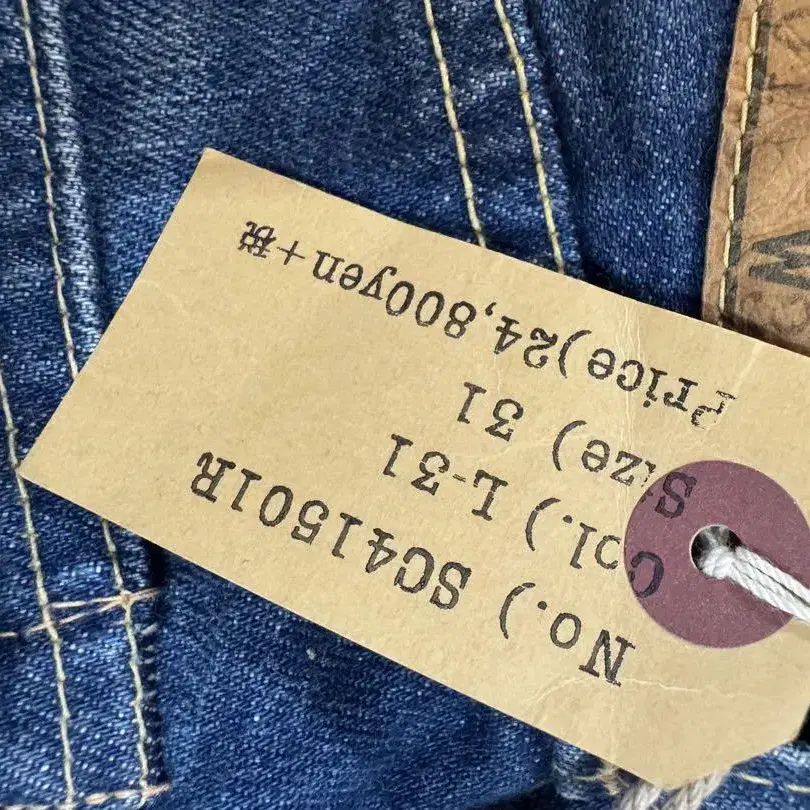 No.) SC41501R
Col.) L-31
Size) 31
Price)24,800yen+税
M